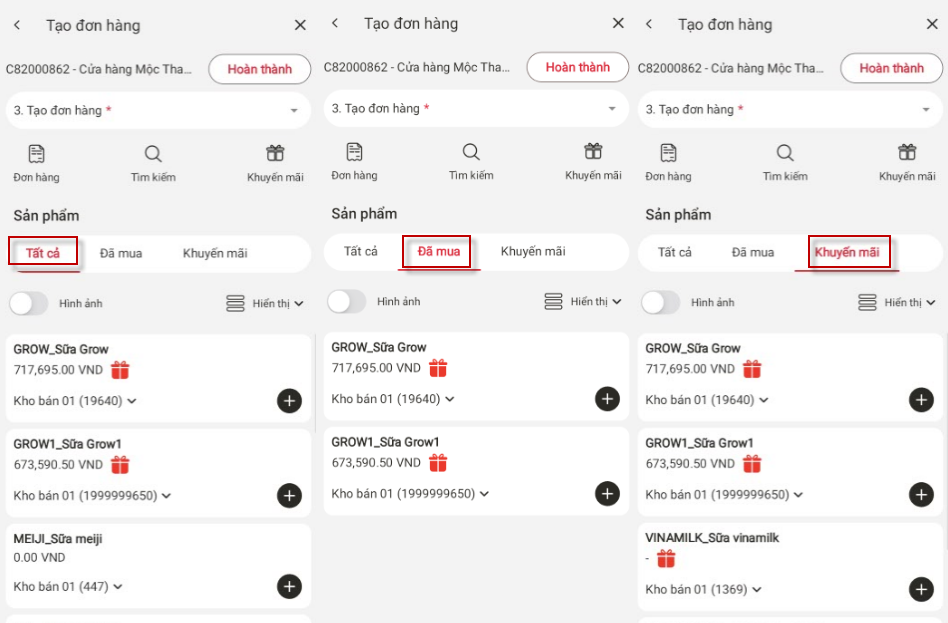 Tạo đơn hàng
C82000862 - Cửa hàng Mộc Tha...
Hoàn thành
3. Tạo đơn hàng *
Đơn hàng
Tìm kiếm
Khuyến mãi
Sản phẩm
Tất cả
Đã mua
Khuyến mãi
Hình ảnh
Hiển thị
GROW_Sữa Grow
717,695.00 VND
Kho bán 01 (19640)
GROW1_Sữa Grow1
673,590.50 VND
Kho bán 01 (1999999650)
MEIJI_Sữa meiji
0.00 VND
Kho bán 01 (447)
Tạo đơn hàng
C82000862 - Cửa hàng Mộc Tha...
Hoàn thành
3. Tạo đơn hàng *
Đơn hàng
Tìm kiếm
Khuyến mãi
Sản phẩm
Tất cả
Đã mua
Khuyến mãi
Hình ảnh
Hiển thị
GROW_Sữa Grow
717,695.00 VND
Kho bán 01 (19640)
GROW1_Sữa Grow1
673,590.50 VND
Kho bán 01 (1999999650)
Tạo đơn hàng
C82000862 - Cửa hàng Mộc Tha...
Hoàn thành
3. Tạo đơn hàng *
Đơn hàng
Tìm kiếm
Khuyến mãi
Sản phẩm
Tất cả
Đã mua
Khuyến mãi
Hình ảnh
Hiển thị
GROW_Sữa Grow
717,695.00 VND
Kho bán 01 (19640)
GROW1_Sữa Grow1
673,590.50 VND
Kho bán 01 (1999999650)
VINAMILK_Sữa vinamilk
-
Kho bán 01 (1369)